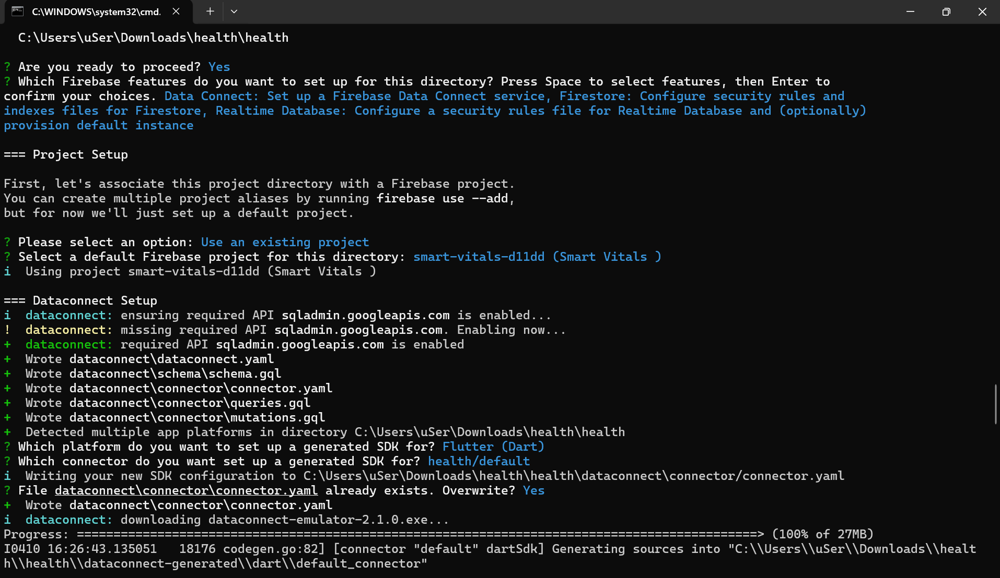 C:\WINDOWS\system32\cmd.
C:\Users\uSer\Downloads\health\health
? Are you ready to proceed? Yes
? Which Firebase features do you want to set up for this directory? Press Space to select features, then Enter to
confirm your choices. Data Connect: Set up a Firebase Data Connect service, Firestore: Configure security rules and
indexes files for Firestore, Realtime Database: Configure a security rules file for Realtime Database and (optionally)
provision default instance
=== Project Setup
First, let's associate this project directory with a Firebase project.
You can create multiple project aliases by running firebase use --add,
but for now we'll just set up a default project.
? Please select an option: Use an existing project
? Select a default Firebase project for this directory: smart-vitals-d11dd (Smart Vitals )
i  Using project smart-vitals-d11dd (Smart Vitals )
=== Dataconnect Setup
i  dataconnect: ensuring required API sqladmin.googleapis.com is enabled...
!  dataconnect: missing required API sqladmin.googleapis.com. Enabling now...
+  dataconnect: required API sqladmin.googleapis.com is enabled
+  Wrote dataconnect\dataconnect.yaml
+  Wrote dataconnect\schema\schema.gql
+  Wrote dataconnect\connector\connector.yaml
+  Wrote dataconnect\connector\queries.gql
+  Wrote dataconnect\connector\mutations.gql
+  Detected multiple app platforms in directory C:\Users\uSer\Downloads\health\health
? Which platform do you want to set up a generated SDK for? Flutter (Dart)
? Which connector do you want set up a generated SDK for? health/default
i  Writing your new SDK configuration to C:\Users\uSer\Downloads\health\health\dataconnect\connector/connector.yaml
? File dataconnect\connector\connector.yaml already exists. Overwrite? Yes
+  Wrote dataconnect\connector\connector.yaml
i  dataconnect: downloading dataconnect-emulator-2.1.0.exe...
Progress: =============================================================================================> (100% of 27MB)
I0410 16:26:43.135051   18176 codegen.go:82] [connector "default" dartSdk] Generating sources into "C:\\Users\\uSer\\Downloads\\healt
h\\health\\dataconnect-generated\\dart\\default_connector"